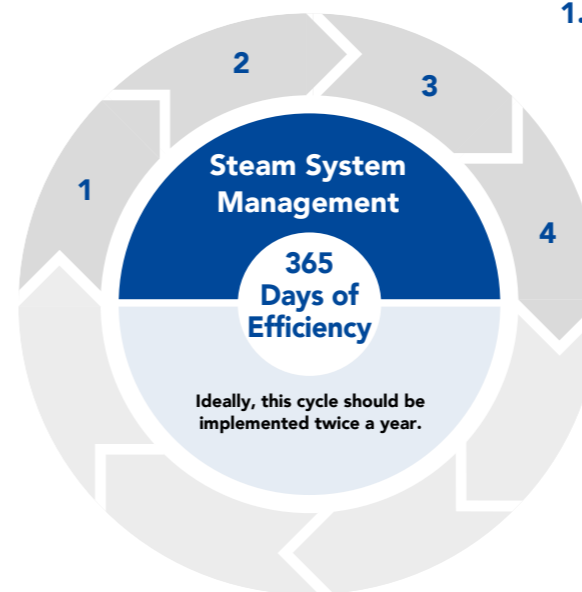 1.
2
3
1
4
Steam System
Management
365
Days of
Efficiency
Ideally, this cycle should be
implemented twice a year.